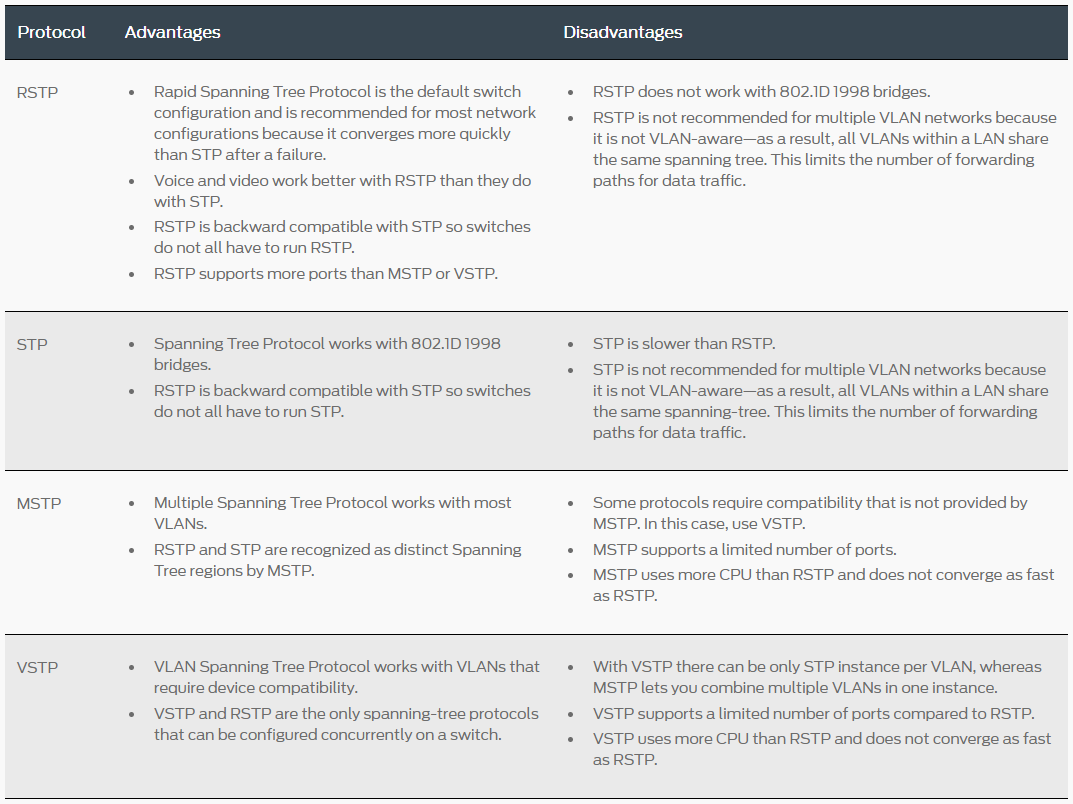 Protocol Advantages Disadvantages
RSTP
• Rapid Spanning Tree Protocol is the default switch
configuration and is recommended for most network
configurations because it converges more quickly
than STP after a failure.
• Voice and video work better with RSTP than they do
with STP.
• RSTP is backward compatible with STP so switches
do not all have to run RSTP.
• RSTP supports more ports than MSTP or VSTP.
• RSTP does not work with 802.1D 1998 bridges.
• RSTP is not recommended for multiple VLAN networks because
it is not VLAN-aware—as a result, all VLANs within a LAN share
the same spanning tree. This limits the number of forwarding
paths for data traffic.
STP
• Spanning Tree Protocol works with 802.1D 1998
bridges.
• RSTP is backward compatible with STP so switches
do not all have to run STP.
• STP is slower than RSTP.
• STP is not recommended for multiple VLAN networks because
it is not VLAN-aware—as a result, all VLANs within a LAN share
the same spanning-tree. This limits the number of forwarding
paths for data traffic.
MSTP
• Multiple Spanning Tree Protocol works with most
VLANs.
• RSTP and STP are recognized as distinct Spanning
Tree regions by MSTP.
• Some protocols require compatibility that is not provided by
MSTP. In this case, use VSTP.
• MSTP supports a limited number of ports.
• MSTP uses more CPU than RSTP and does not converge as fast
as RSTP.
VSTP
• VLAN Spanning Tree Protocol works with VLANs that
require device compatibility.
• VSTP and RSTP are the only spanning-tree protocols
that can be configured concurrently on a switch.
• With VSTP there can be only STP instance per VLAN, whereas
MSTP lets you combine multiple VLANs in one instance.
• VSTP supports a limited number of ports compared to RSTP.
• VSTP uses more CPU than RSTP and does not converge as fast
as RSTP.